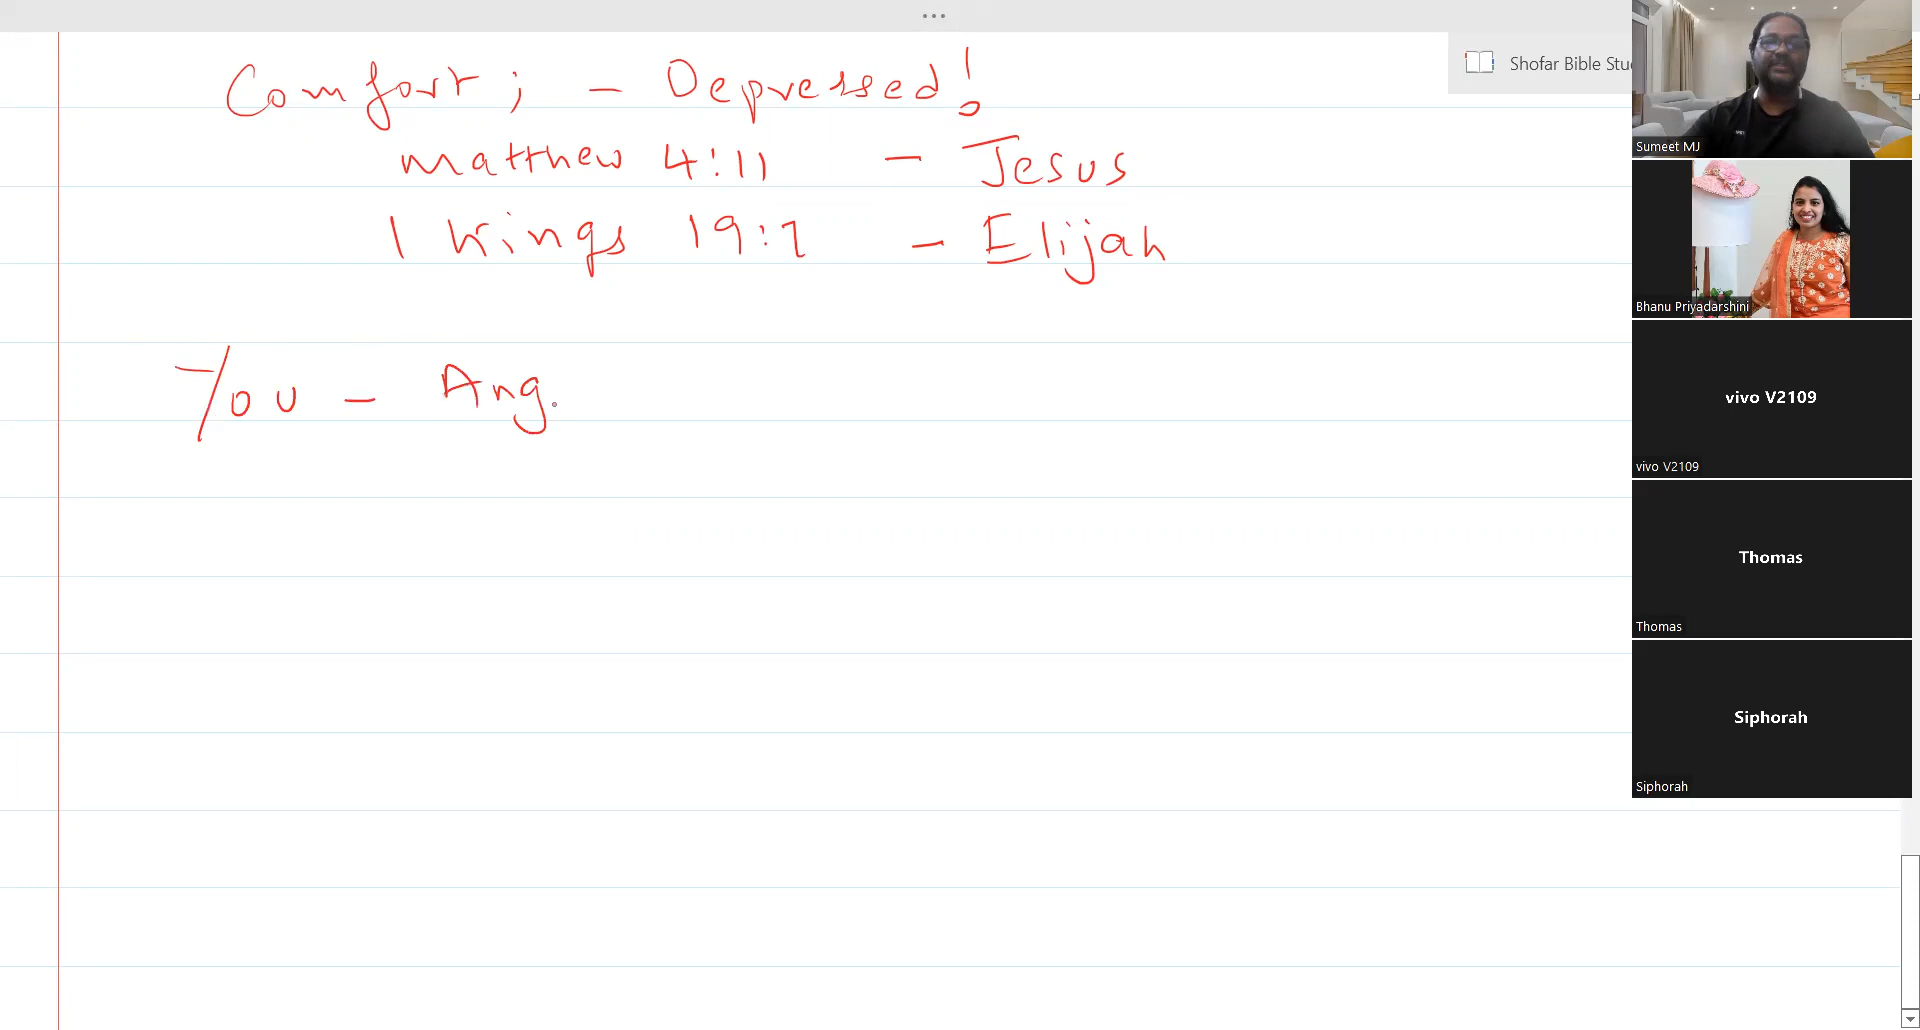 Comfort ; - Depressed!
Matthew 4:11 - Jesus
1 Kings 19:7 - Elijah
You - Ang
Shofar Bible Stu
Sumeet MJ
Bhanu Priyadarshini
vivo V2109
vivo V2109
Thomas
Thomas
Siphorah
Siphorah